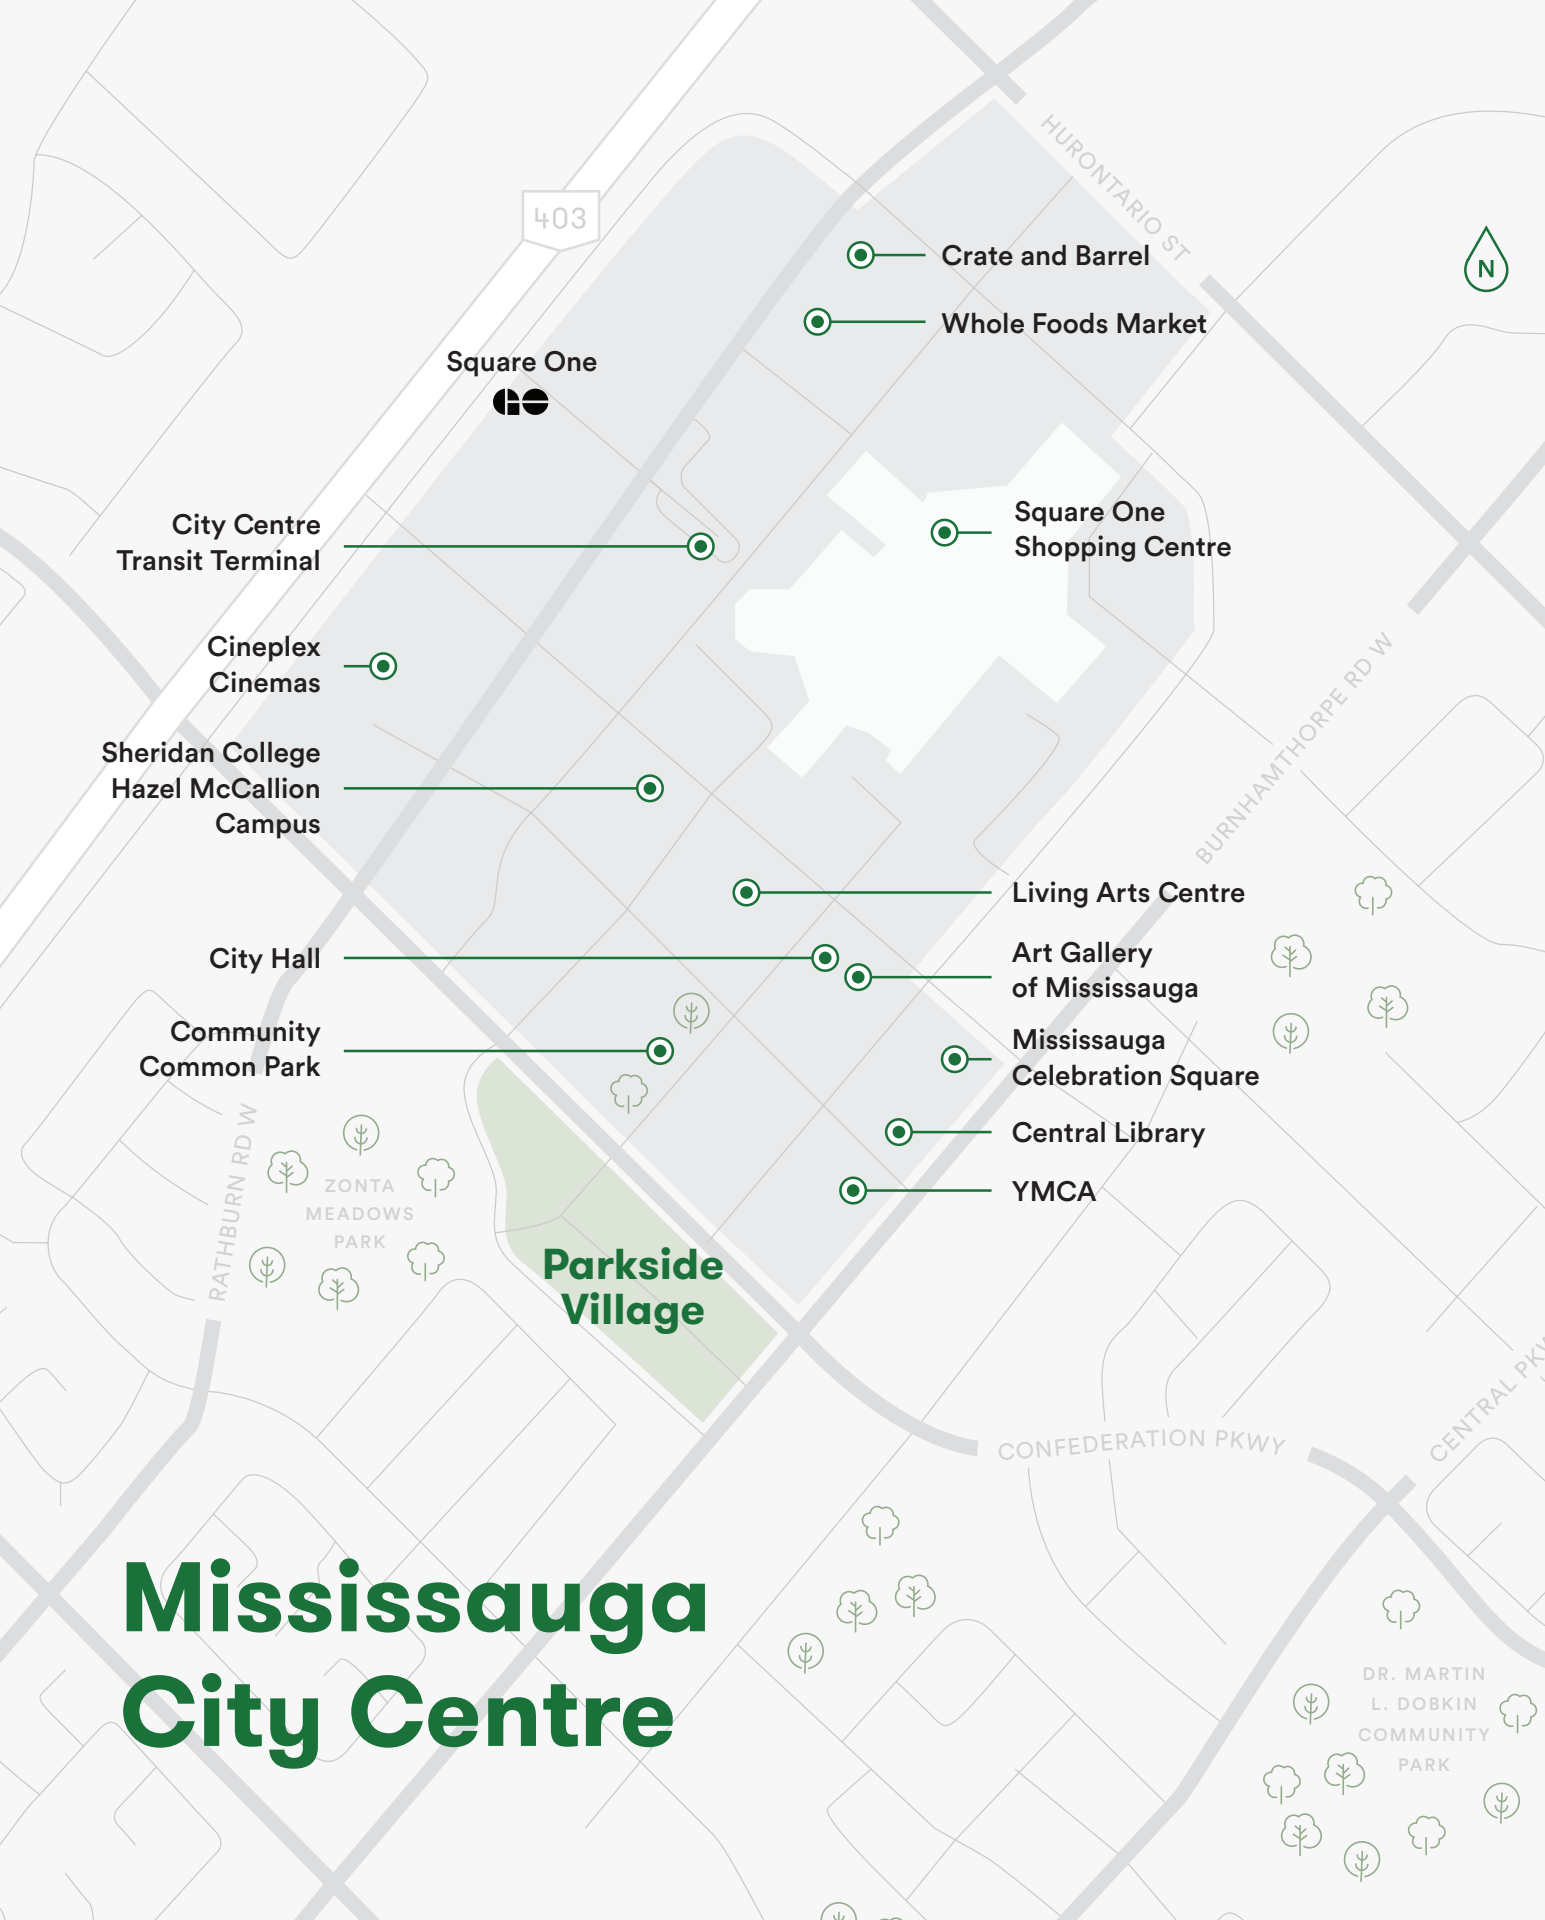 HURONTARIO ST
403
N
Crate and Barrel
Whole Foods Market
Square One
GO
City Centre
Transit Terminal
Square One
Shopping Centre
Cineplex
Cinemas
BURNHAMTHORPE RD W
Sheridan College
Hazel McCallion
Campus
Living Arts Centre
City Hall
Art Gallery
of Mississauga
Community
Common Park
Mississauga
Celebration Square
Central Library
YMCA
RATHBURN RD W
ZONTA
MEADOWS
PARK
Parkside
Village
CONFEDERATION PKWY
CENTRAL PKW
Mississauga
City Centre
DR. MARTIN
L. DOBKIN
COMMUNITY
PARK